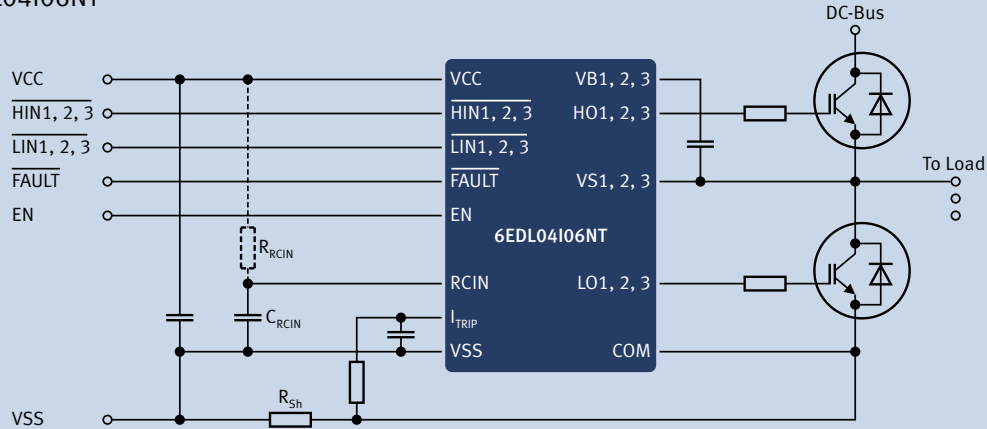 DC-Bus
VCC
HIN1, 2, 3
LIN1, 2, 3
FAULT
EN
VSS
VCC
HIN1, 2, 3
LIN1, 2, 3
FAULT
EN
6EDL04I06NT
RCIN
ITRIP
VSS
VB1, 2, 3
HO1, 2, 3
VS1, 2, 3
LO1, 2, 3
COM
RRCIN
CRCIN
RSh
To Load